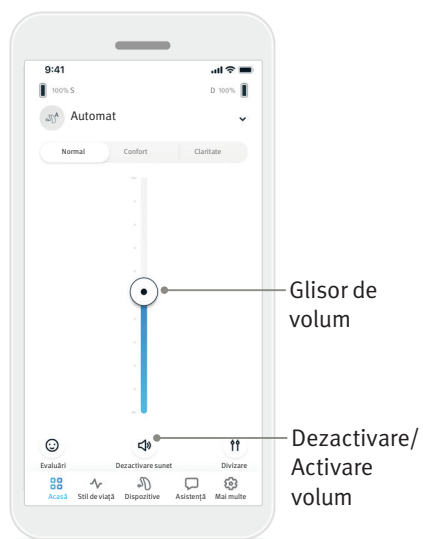 9:41
100% S
D 100%
Automat
Normal Confort Claritate
Glisor de
volum
Evaluări Dezactivare sunet Divizare
Dezactivare/
Activare
volum
Acasă Stil de viață Dispozitive Asistență Mai multe